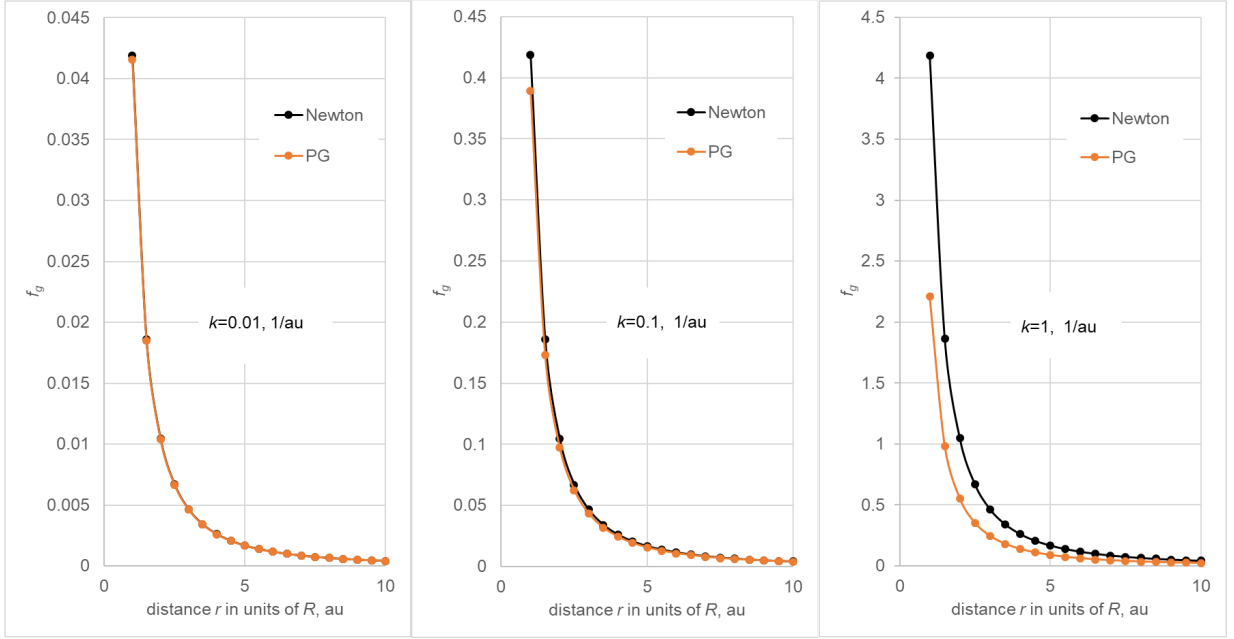 0.045
0.04
0.035
0.03
0.025
0.02
0.015
0.01
0.005
0
f_g
Newton
PG
k=0.01, 1/au
0
5
10
distance r in units of R, au
0.45
0.4
0.35
0.3
0.25
0.2
0.15
0.1
0.05
0
f_g
Newton
PG
k=0.1, 1/au
0
5
10
distance r in units of R, au
4.5
4
3.5
3
2.5
2
1.5
1
0.5
0
f_g
Newton
PG
k=1, 1/au
0
5
10
distance r in units of R, au